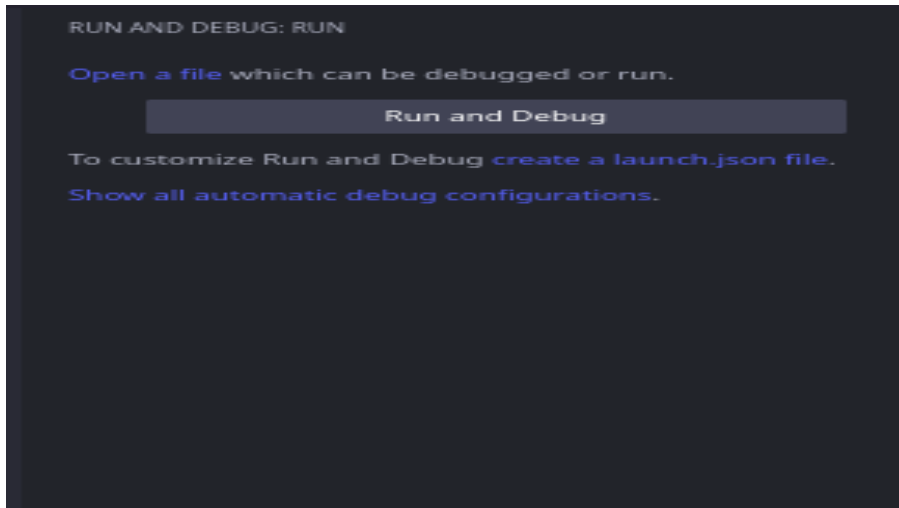 RUN AND DEBUG: RUN
Open a file which can be debugged or run.
Run and Debug
To customize Run and Debug create a launch.json file.
Show all automatic debug configurations.